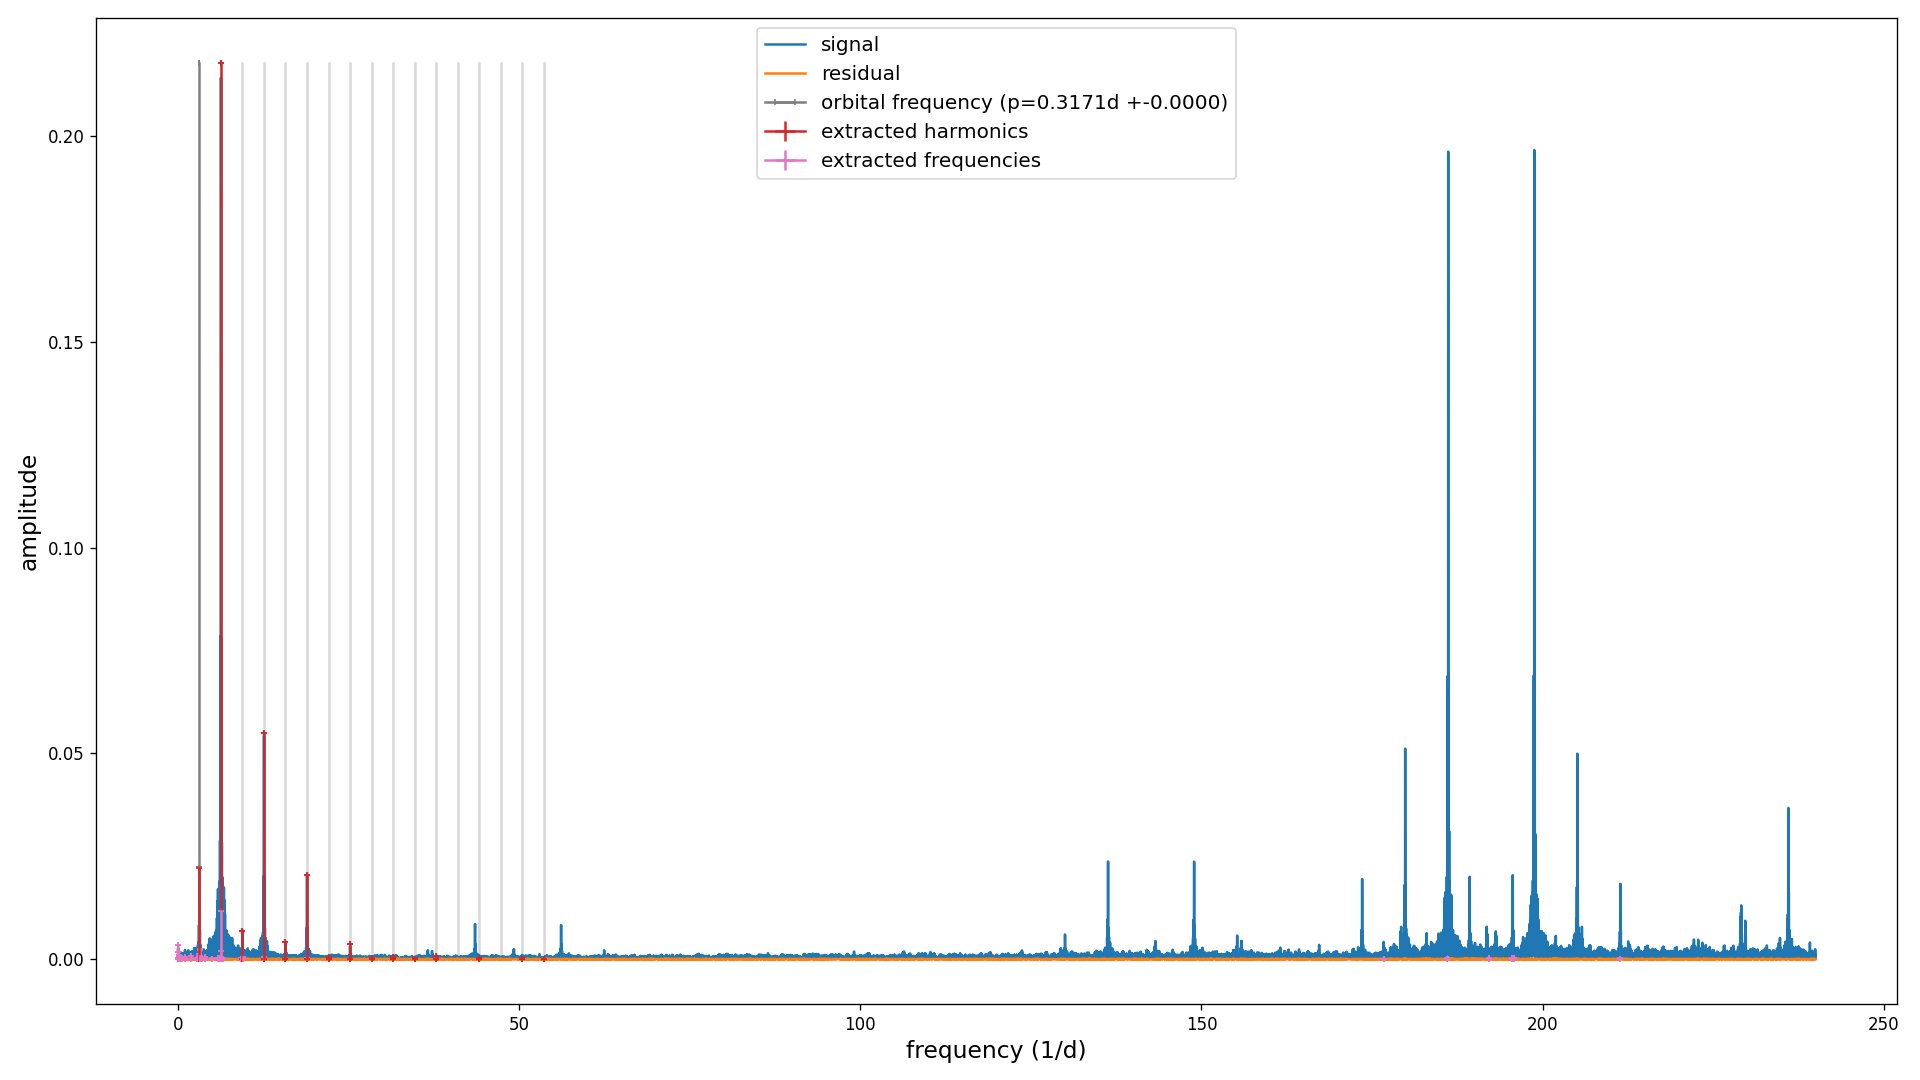 signal
residual
orbital frequency (p=0.3171d +-0.0000)
extracted harmonics
extracted frequencies
0.20
0.15
0.10
0.05
0.00
amplitude
0 50 100 150 200 250
frequency (1/d)